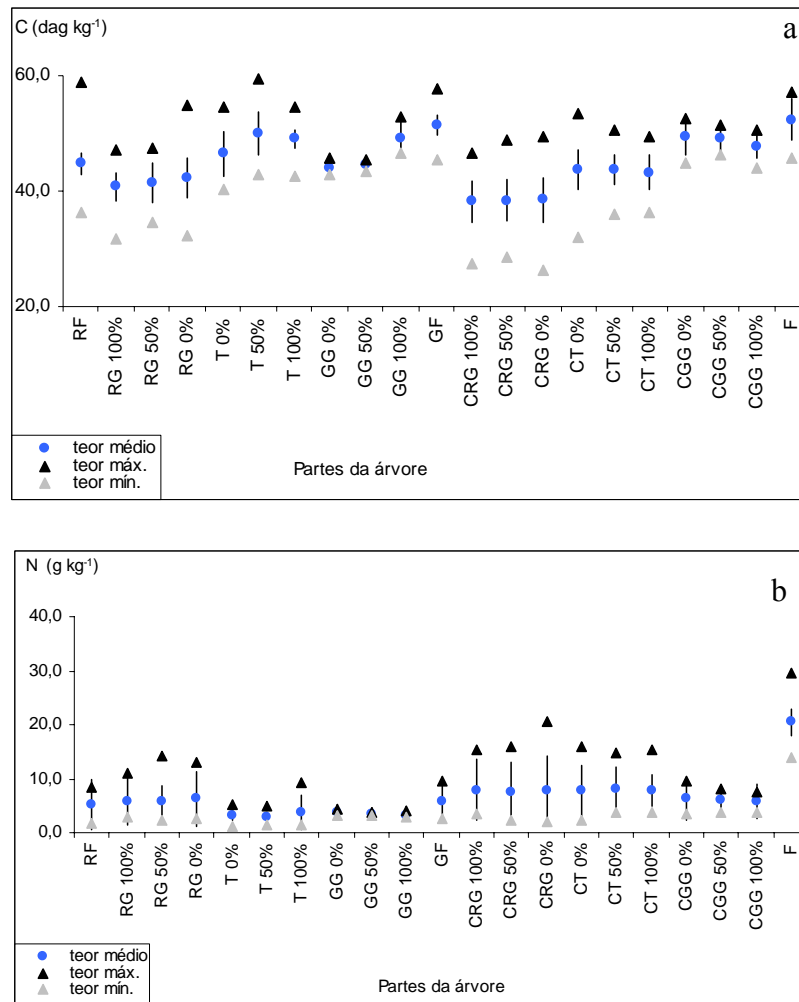 C (dag kg⁻¹)
a
60,0
40,0
20,0
RF
RG 100%
RG 50%
RG 0%
T 0%
T 50%
T 100%
GG 0%
GG 50%
GG 100%
GF
CRG 100%
CRG 50%
CRG 0%
CT 0%
CT 50%
CT 100%
CGG 0%
CGG 50%
CGG 100%
F
teor médio
teor máx.
teor mín.
Partes da árvore
N (g kg⁻¹)
b
40,0
30,0
20,0
10,0
0,0
RF
RG 100%
RG 50%
RG 0%
T 0%
T 50%
T 100%
GG 0%
GG 50%
GG 100%
GF
CRG 100%
CRG 50%
CRG 0%
CT 0%
CT 50%
CT 100%
CGG 0%
CGG 50%
CGG 100%
F
teor médio
teor máx.
teor mín.
Partes da árvore